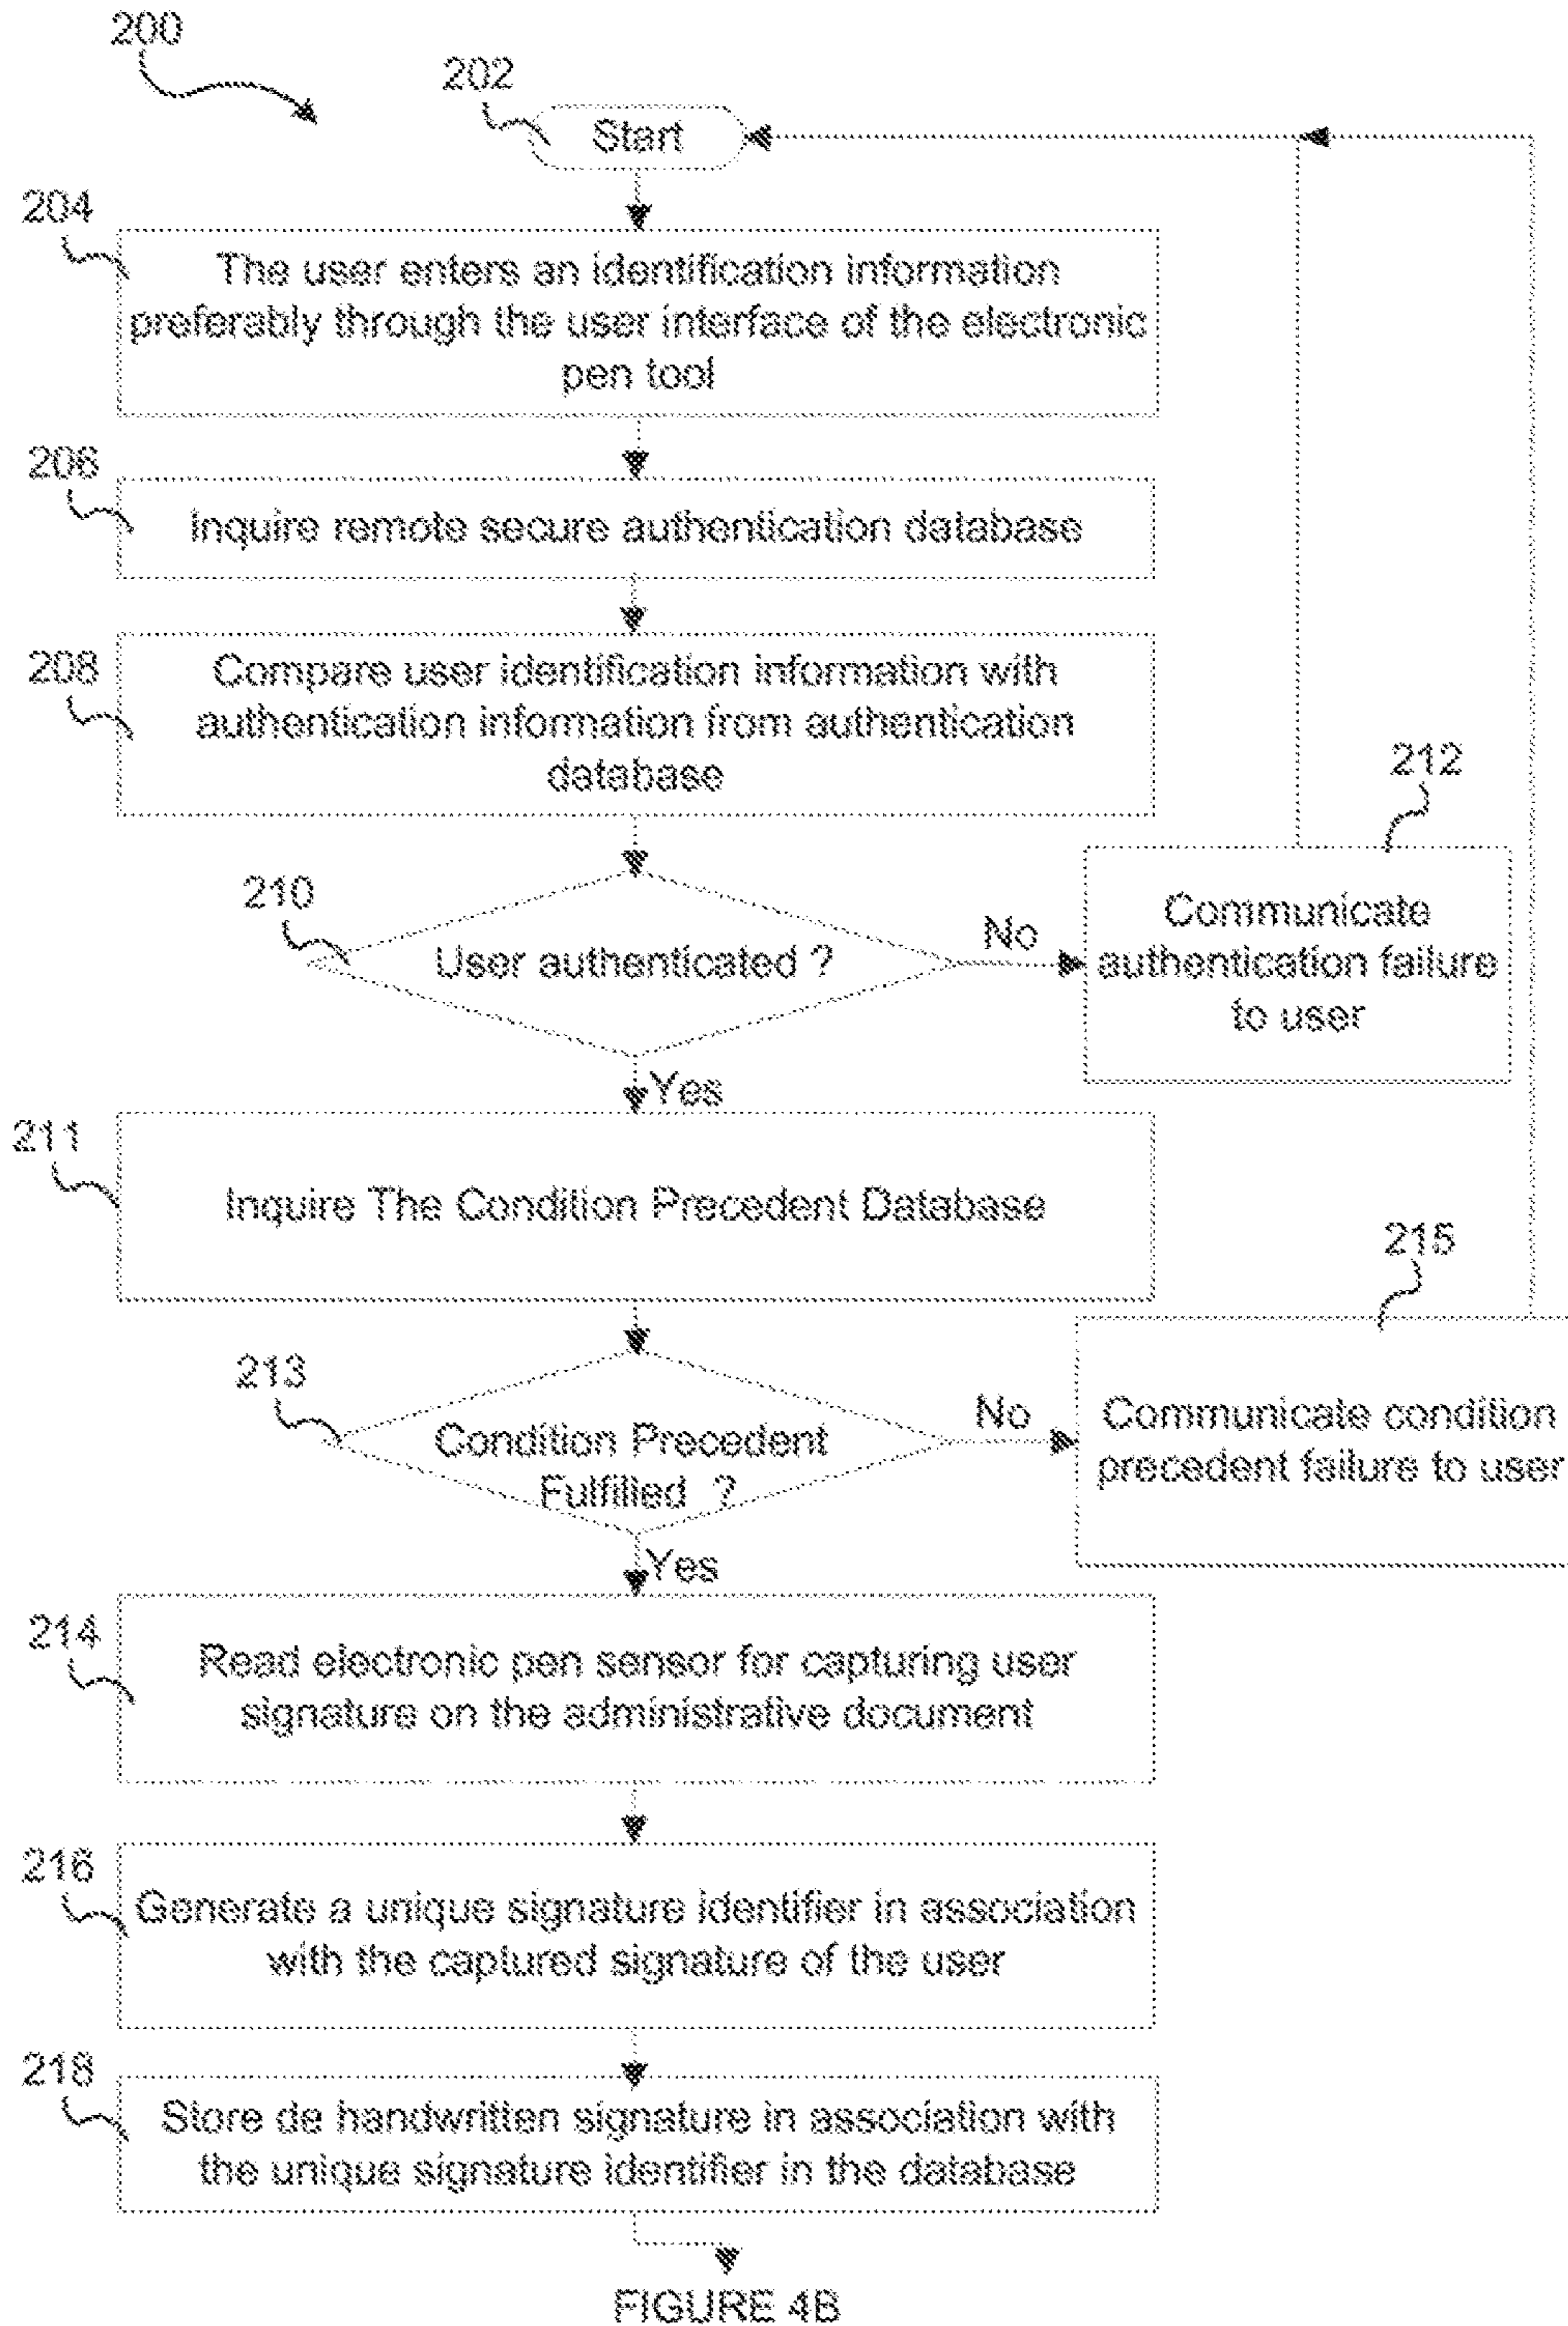 200
202
Start
204
The user enters an identification information
preferably through the user interface of the electronic
pen tool
206
Inquire remote secure authentication database
208
Compare user identification information with
authentication information from authentication
database
212
210
User authenticated ?
No
Communicate
authentication failure
to user
Yes
211
Inquire The Condition Precedent Database
215
213
Condition Precedent
Fulfilled ?
No
Communicate condition
precedent failure to user
Yes
214
Read electronic pen sensor for capturing user
signature on the administrative document
216
Generate a unique signature identifier in association
with the captured signature of the user
218
Store de handwritten signature in association with
the unique signature identifier in the database
FIGURE 4B